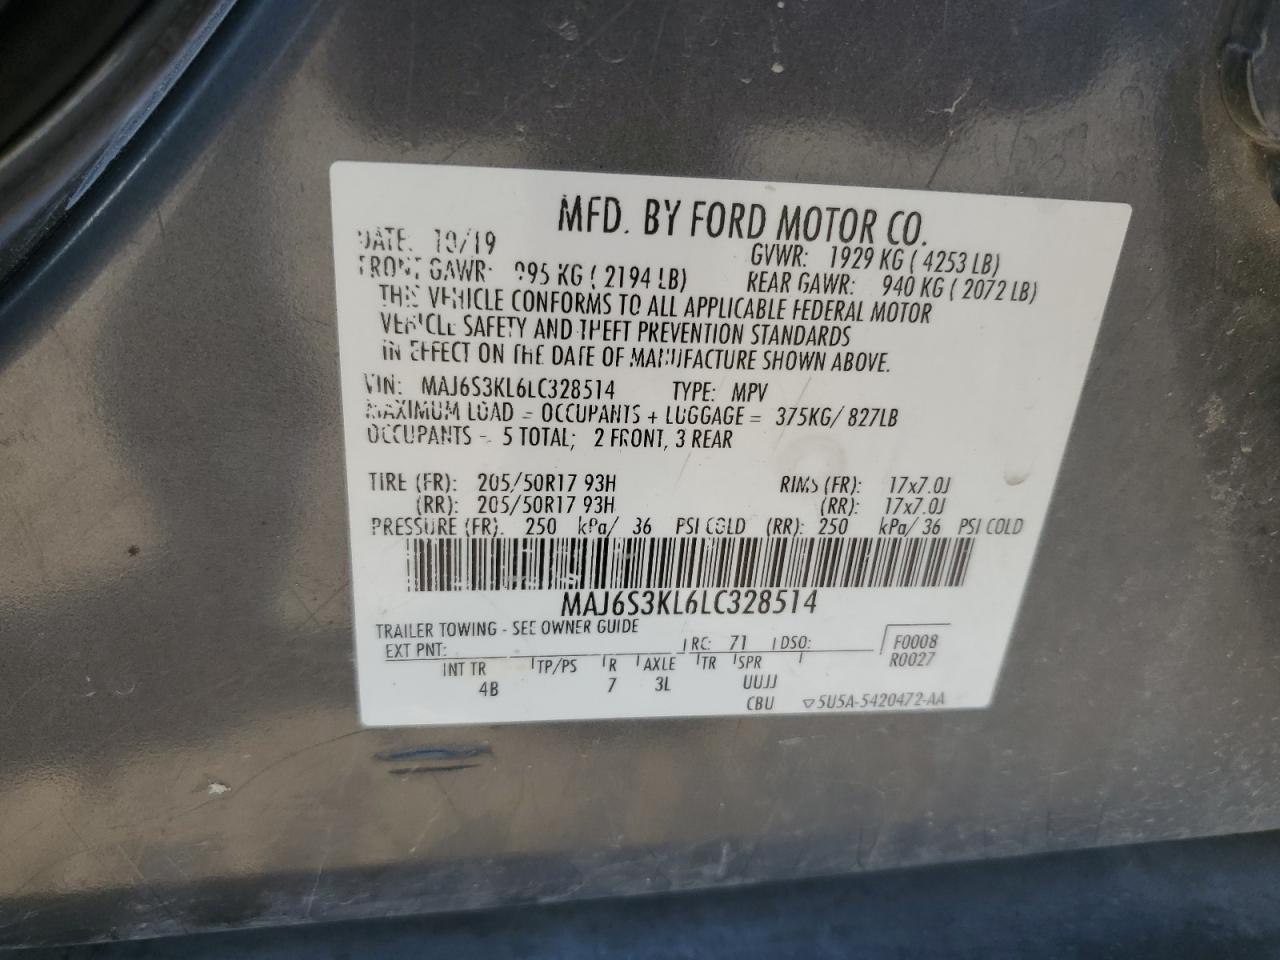 MFD. BY FORD MOTOR CO.
DATE: 10/19 GVWR: 1929 KG ( 4253 LB)
FRONT GAWR: 995 KG ( 2194 LB) REAR GAWR: 940 KG ( 2072 LB)
THIS VEHICLE CONFORMS TO ALL APPLICABLE FEDERAL MOTOR
VEHICLE SAFETY AND THEFT PREVENTION STANDARDS
IN EFFECT ON THE DATE OF MANUFACTURE SHOWN ABOVE.
VIN: MAJ6S3KL6LC328514 TYPE: MPV
MAXIMUM LOAD = OCCUPANTS + LUGGAGE = 375KG/ 827LB
OCCUPANTS - 5 TOTAL; 2 FRONT, 3 REAR
TIRE (FR): 205/50R17 93H RIMS (FR): 17x7.0J
(RR): 205/50R17 93H (RR): 17x7.0J
PRESSURE (FR): 250 kPa/ 36 PSI COLD (RR): 250 kPa/ 36 PSI COLD
MAJ6S3KL6LC328514
TRAILER TOWING - SEE OWNER GUIDE
EXT PNT: RC: 71 DSO: F0008
INT TR TP/PS R AXLE TR SPR R0027
4B 7 3L UUJJ
CBU ▽5U5A-5420472-AA